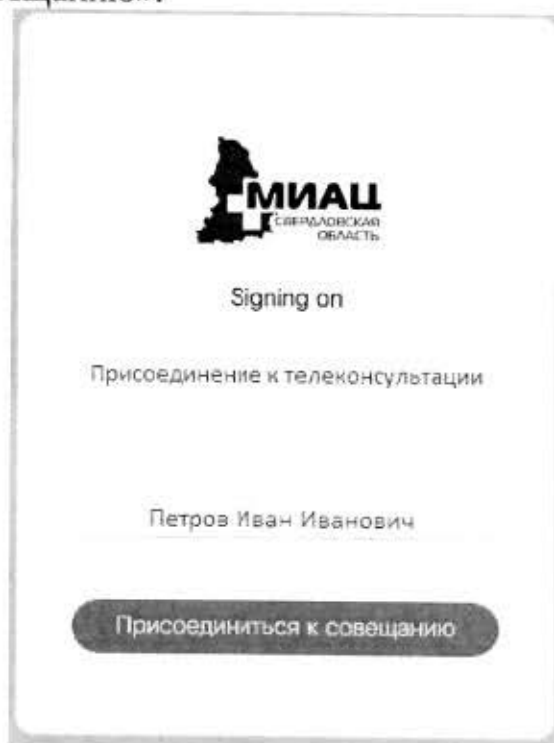 МИАЦ
СВЕРДЛОВСКАЯ
ОБЛАСТЬ
Signing on
Присоединение к телеконсультации
Петров Иван Иванович
Присоединиться к совещанию